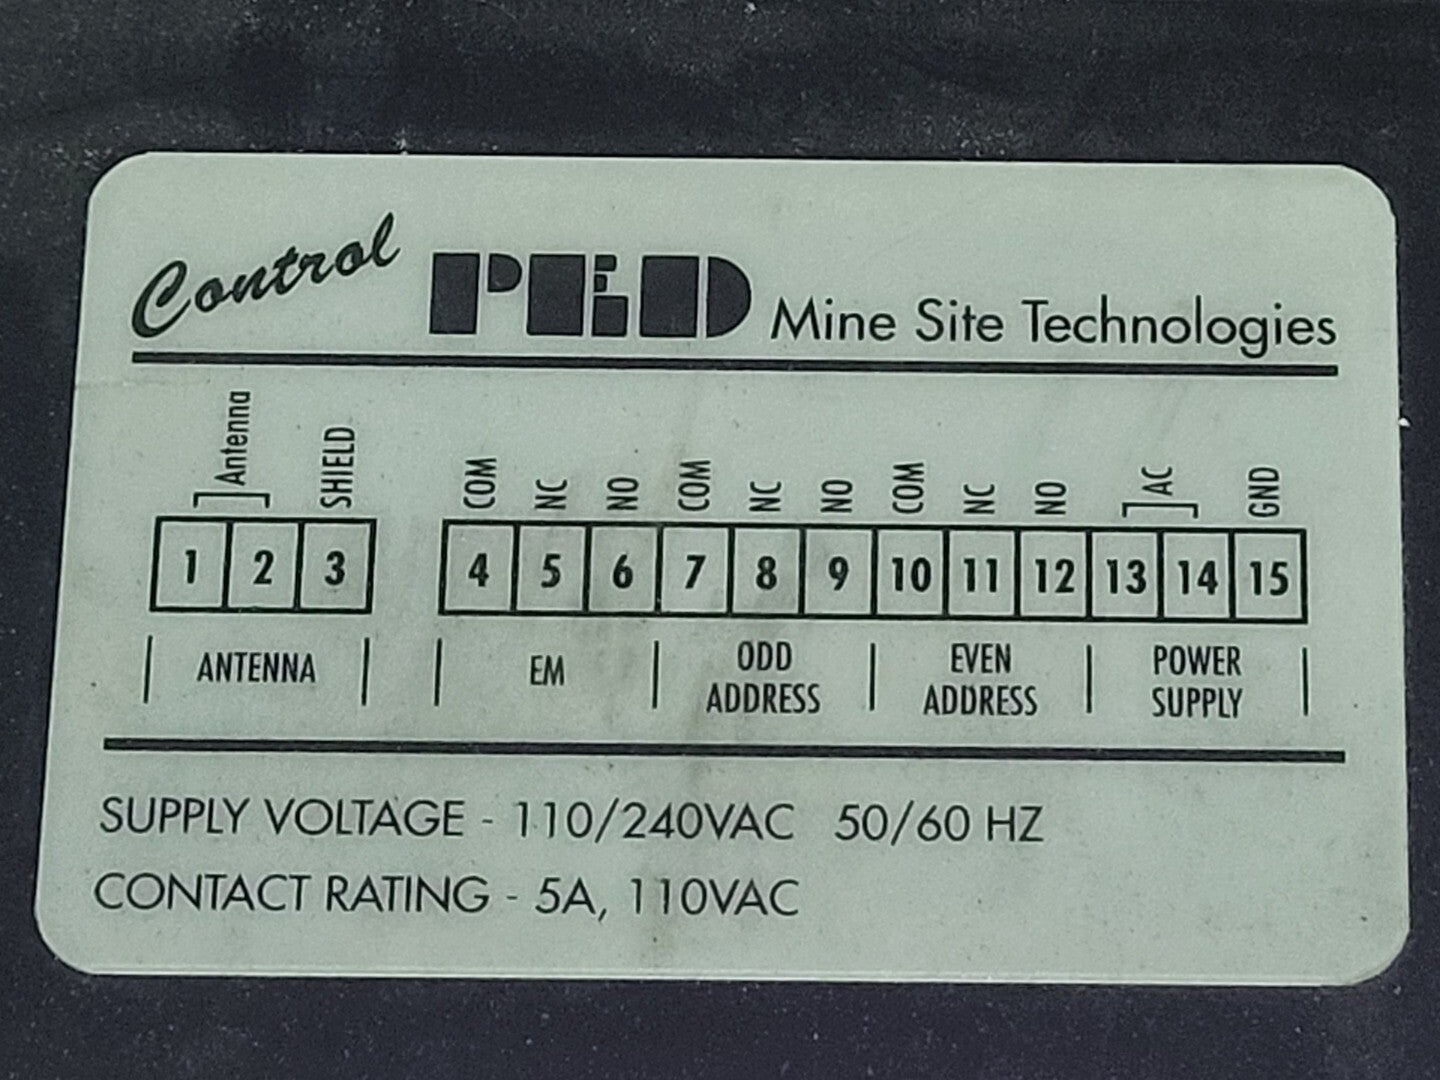 Control PED Mine Site Technologies
Antenna SHIELD COM NC NO COM NC NO COM NC NO AC GND
1 2 3 4 5 6 7 8 9 10 11 12 13 14 15
ANTENNA EM ODD ADDRESS EVEN ADDRESS POWER SUPPLY
SUPPLY VOLTAGE - 110/240VAC 50/60 HZ
CONTACT RATING - 5A, 110VAC